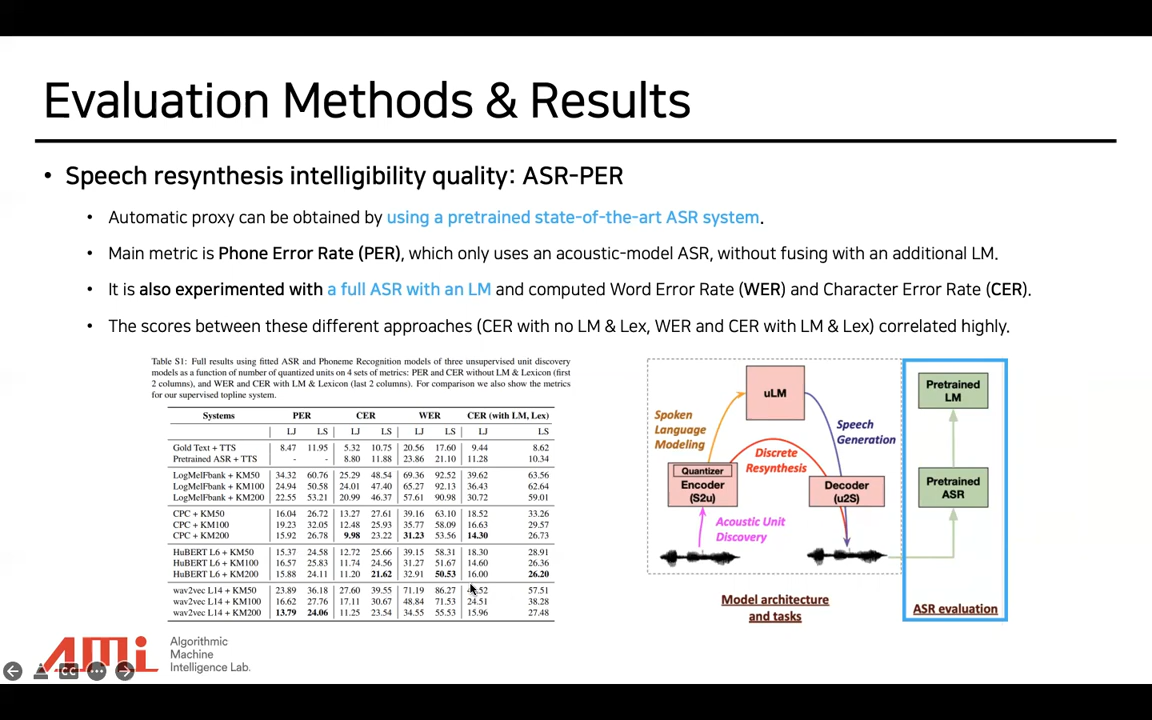 Evaluation Methods & Results
• Speech resynthesis intelligibility quality: ASR-PER
• Automatic proxy can be obtained by using a pretrained state-of-the-art ASR system.
• Main metric is Phone Error Rate (PER), which only uses an acoustic-model ASR, without fusing with an additional LM.
• It is also experimented with a full ASR with an LM and computed Word Error Rate (WER) and Character Error Rate (CER).
• The scores between these different approaches (CER with no LM & Lex, WER and CER with LM & Lex) correlated highly.
Table S1: Full results using fitted ASR and Phoneme Recognition models of three unsupervised unit discovery
models as a function of number of quantized units on 4 sets of metrics: PER and CER without LM & Lexicon (first
2 columns), and WER and CER with LM & Lexicon (last 2 columns). For comparison we also show the metrics
for our supervised topline system.
Systems PER CER WER CER (with LM, Lex)
LJ LS LJ LS LJ LS LJ LS
Gold Text + TTS 8.47 11.95 5.32 10.75 20.56 17.60 9.44 8.62
Pretrained ASR + TTS - - 8.80 11.88 23.86 21.10 11.28 10.34
LogMelFbank + KM50 34.32 60.76 25.29 48.54 69.36 92.52 39.62 63.56
LogMelFbank + KM100 24.94 50.58 24.01 47.40 65.27 92.13 36.43 62.64
LogMelFbank + KM200 22.55 53.21 20.99 46.37 57.61 90.98 30.72 59.01
CPC + KM50 16.04 26.72 13.27 27.61 39.16 63.10 18.52 33.26
CPC + KM100 19.23 32.05 12.48 25.93 35.77 58.09 16.63 29.57
CPC + KM200 15.92 26.78 9.98 23.22 31.23 53.56 14.30 26.73
HuBERT L6 + KM50 15.37 24.58 12.72 25.66 39.15 58.31 18.30 28.91
HuBERT L6 + KM100 16.57 25.83 11.74 24.56 31.27 51.67 14.60 26.36
HuBERT L6 + KM200 15.88 24.11 11.20 21.62 32.91 50.53 16.00 26.20
wav2vec L14 + KM50 23.89 36.18 27.60 39.55 71.19 86.27 57.51
wav2vec L14 + KM100 16.62 27.76 17.11 30.67 48.84 71.53 24.51 38.28
wav2vec L14 + KM200 13.79 24.06 11.25 23.54 34.55 55.53 15.96 27.48
uLM
Spoken
Language
Modeling
Speech
Generation
Discrete
Resynthesis
Quantizer
Encoder
(S2u)
Decoder
(u2S)
Acoustic Unit
Discovery
Model architecture
and tasks
Pretrained
LM
Pretrained
ASR
ASR evaluation
AMi
Algorithmic
Machine
Intelligence Lab.
CC